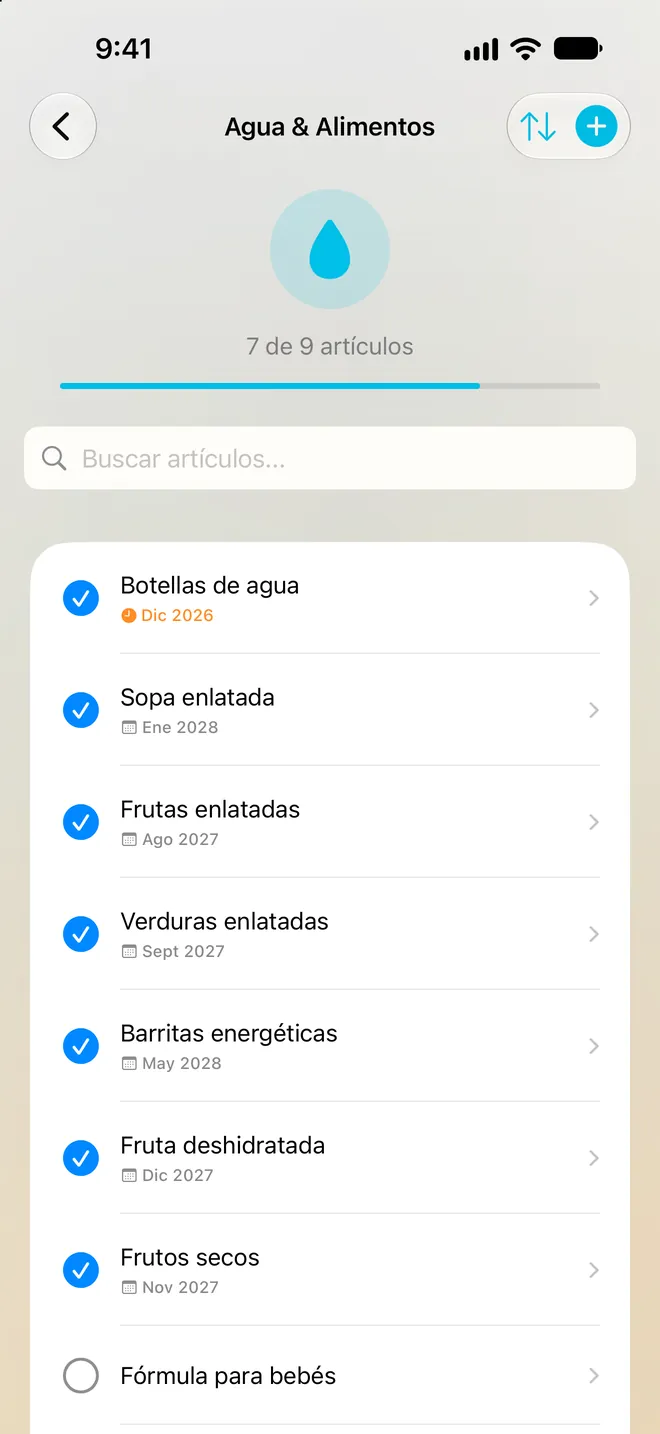 9:41
Agua & Alimentos
7 de 9 artículos
Buscar artículos...
Botellas de agua
Dic 2026
Sopa enlatada
Ene 2028
Frutas enlatadas
Ago 2027
Verduras enlatadas
Sept 2027
Barritas energéticas
May 2028
Fruta deshidratada
Dic 2027
Frutos secos
Nov 2027
Fórmula para bebés